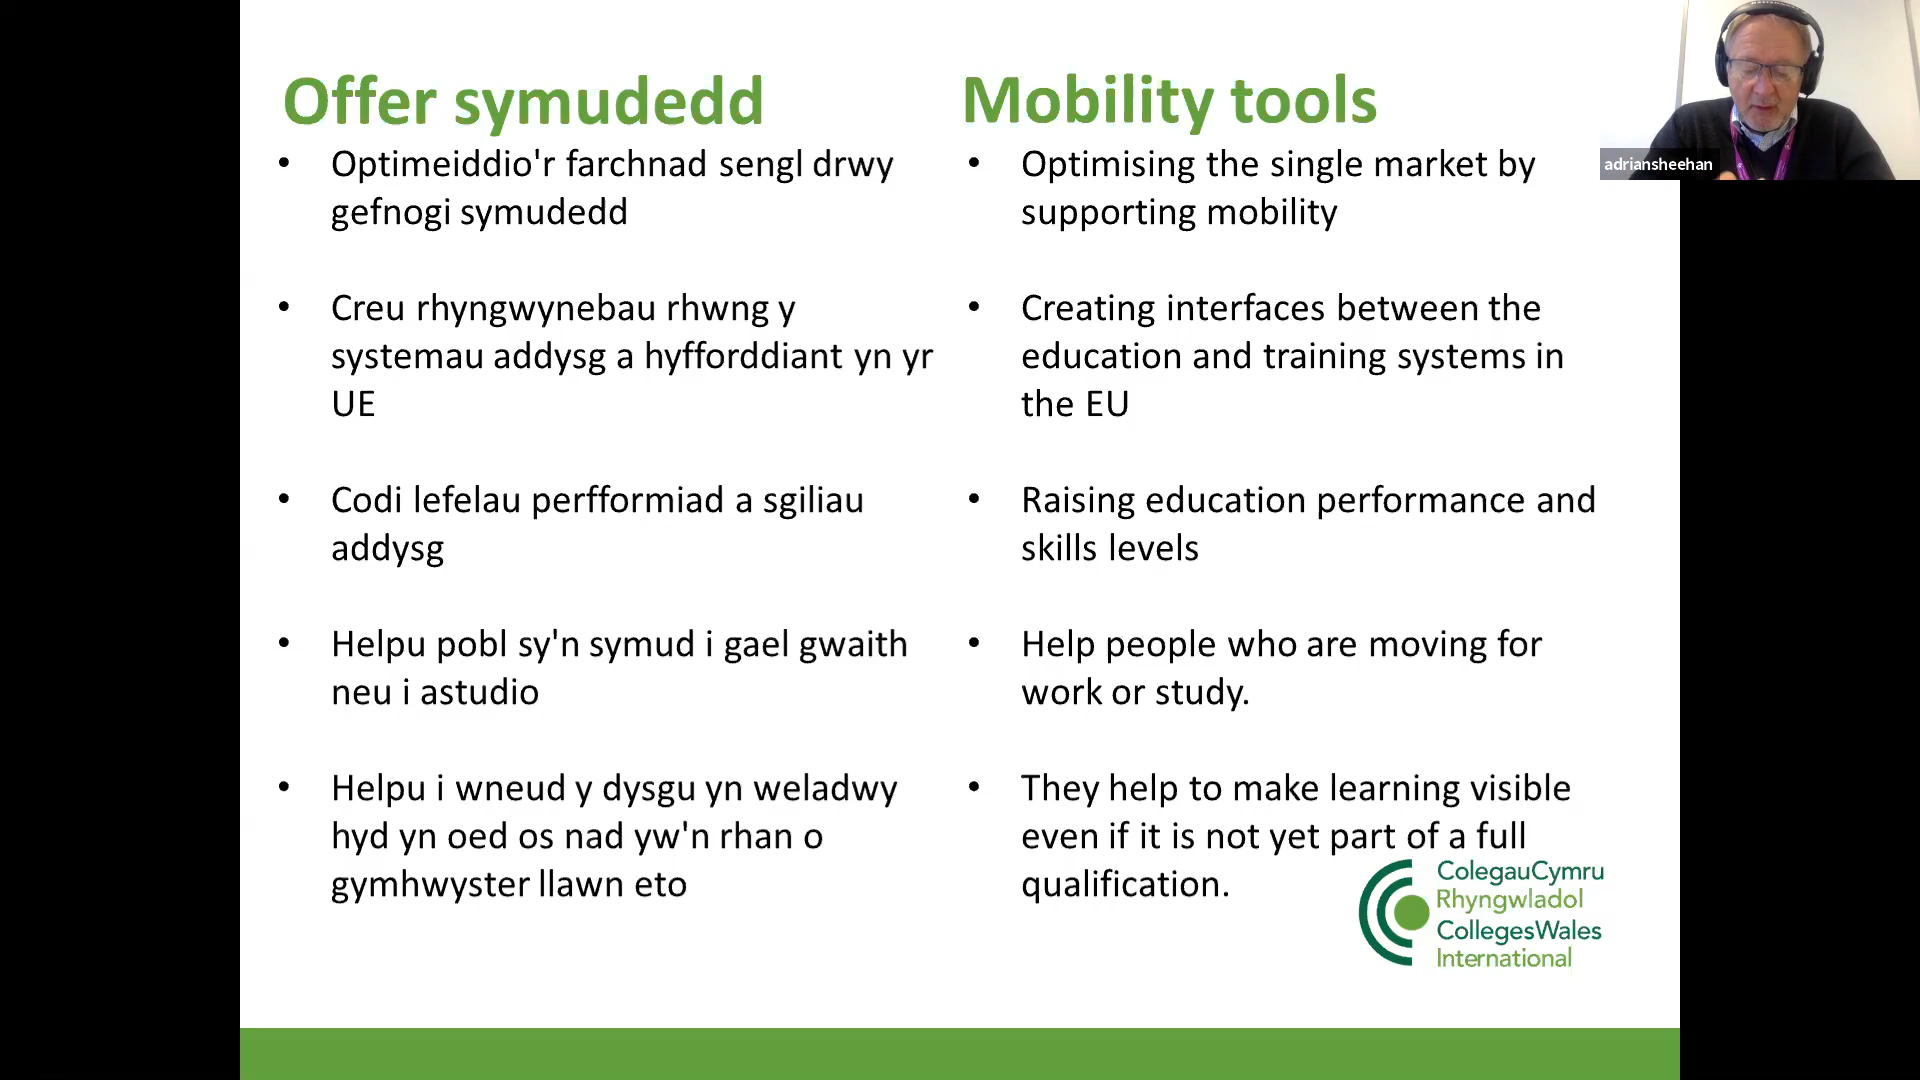 Offer symudedd
• Optimeiddio'r farchnad sengl drwy
gefnogi symudedd
• Creu rhyngwynebau rhwng y
systemau addysg a hyfforddiant yn yr
UE
• Codi lefelau perfformiad a sgiliau
addysg
• Helpu pobl sy'n symud i gael gwaith
neu i astudio
• Helpu i wneud y dysgu yn weladwy
hyd yn oed os nad yw'n rhan o
gymhwyster llawn eto
Mobility tools
• Optimising the single market by
supporting mobility
• Creating interfaces between the
education and training systems in
the EU
• Raising education performance and
skills levels
• Help people who are moving for
work or study.
• They help to make learning visible
even if it is not yet part of a full
qualification.
ColegauCymru
Rhyngwladol
CollegesWales
International
adriansheehan